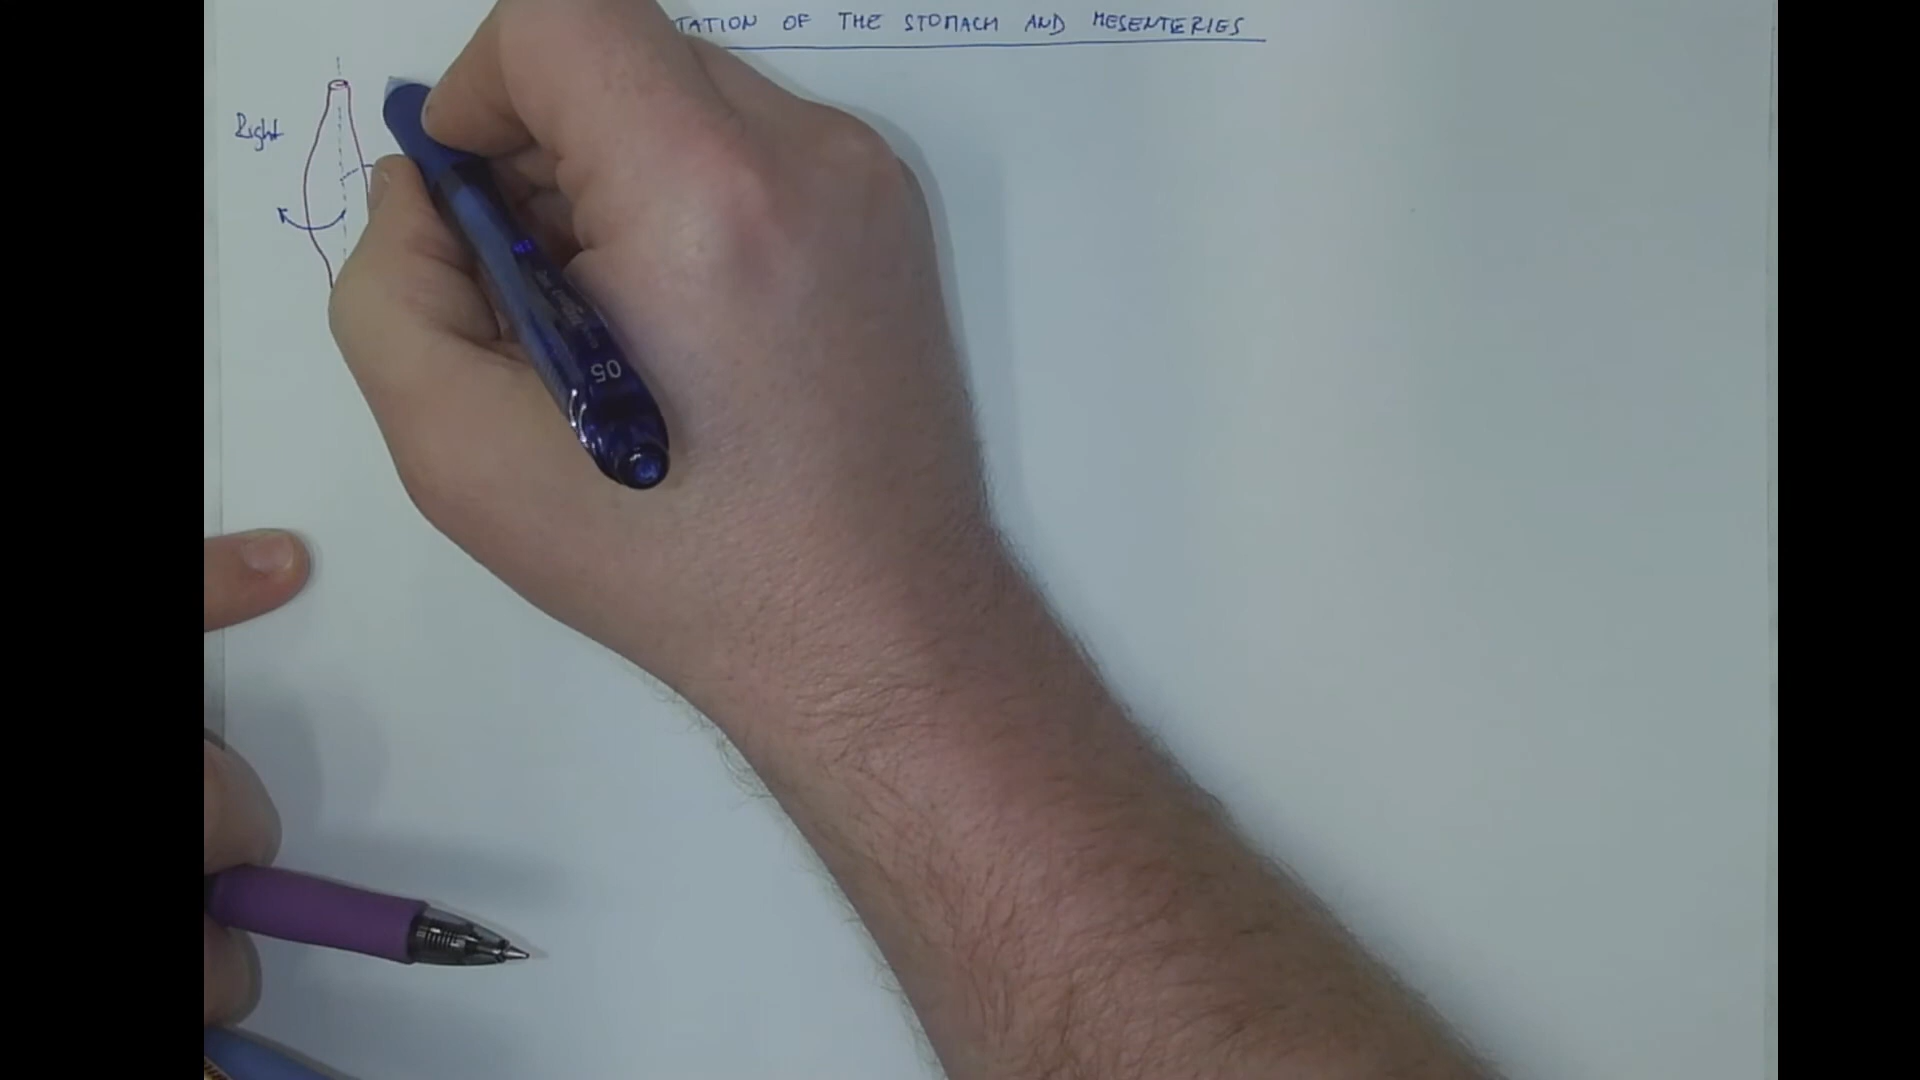 TATION OF THE STOMACH AND MESENTERIES
Right
05